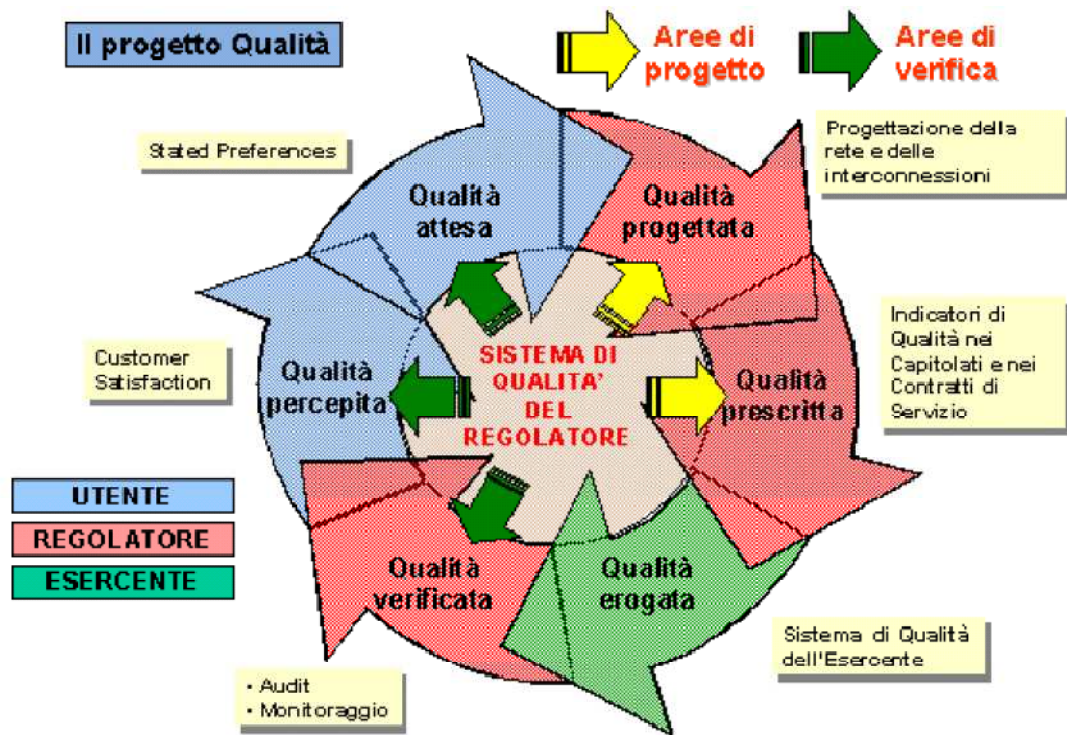 Il progetto Qualità
Aree di
progetto
Aree di
verifica
Stated Preferences
Progettazione della
rete e delle
interconnessioni
Qualità
attesa
Qualità
progettata
Customer
Satisfaction
Qualità
percepita
SISTEMA DI
QUALITA'
DEL
REGOLATORE
Qualità
prescritta
Indicatori di
Qualità nei
Capitolati e nei
Contratti di
Servizio
UTENTE
REGOLATORE
ESERCENTE
Qualità
verificata
Qualità
erogata
Sistema di Qualità
dell'Esercente
• Audit
• Monitoraggio